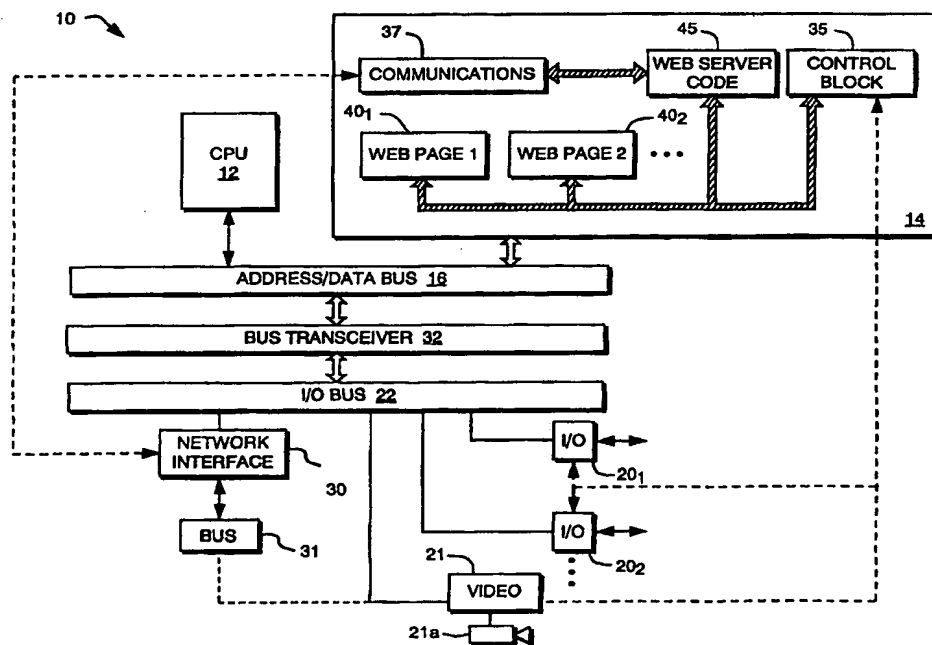 10
37
45
35
COMMUNICATIONS
WEB SERVER
CODE
CONTROL
BLOCK
40₁
40₂
CPU
12
WEB PAGE 1
WEB PAGE 2
14
ADDRESS/DATA BUS 16
BUS TRANSCEIVER 32
I/O BUS 22
NETWORK
INTERFACE
30
I/O
20₁
BUS
31
I/O
20₂
21
VIDEO
21a